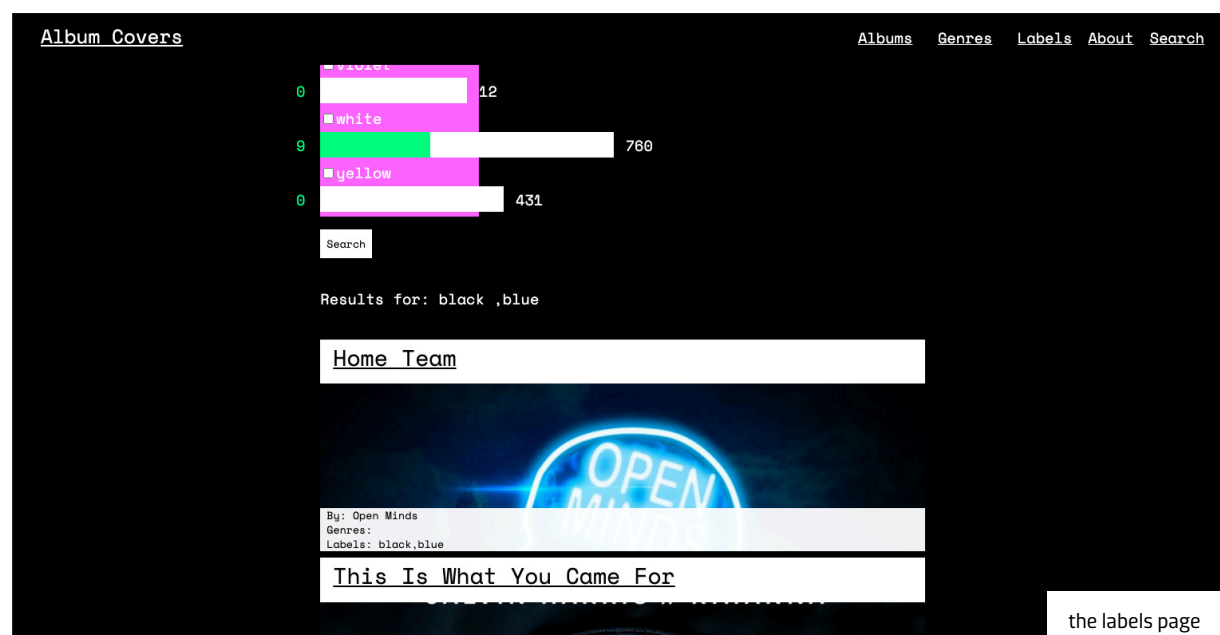 Album Covers
Albums Genres Labels About Search
violet
0 12
white
9 760
yellow
0 431
Search
Results for: black ,blue
Home Team
OPEN
MINDS
By: Open Minds
Genres:
Labels: black,blue
This Is What You Came For
the labels page